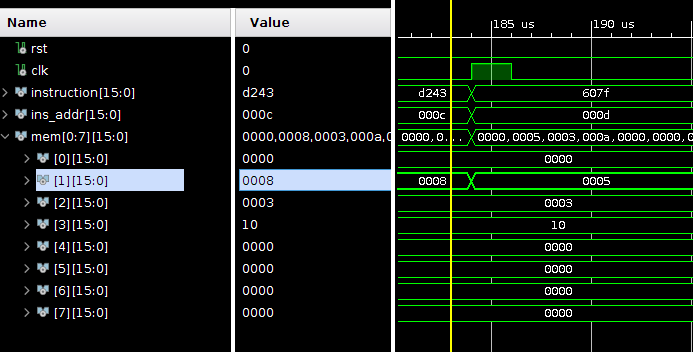 Name Value 185 us 190 us
rst 0
clk 0
instruction[15:0] d243 d243 607f
ins_addr[15:0] 000c 000c 000d
mem[0:7][15:0] 0000,0008,0003,000a,0 0000,0... 0000,0005,0003,000a,0000,0000,0
[0][15:0] 0000 0000
[1][15:0] 0008 0008 0005
[2][15:0] 0003 0003
[3][15:0] 10 10
[4][15:0] 0000 0000
[5][15:0] 0000 0000
[6][15:0] 0000 0000
[7][15:0] 0000 0000